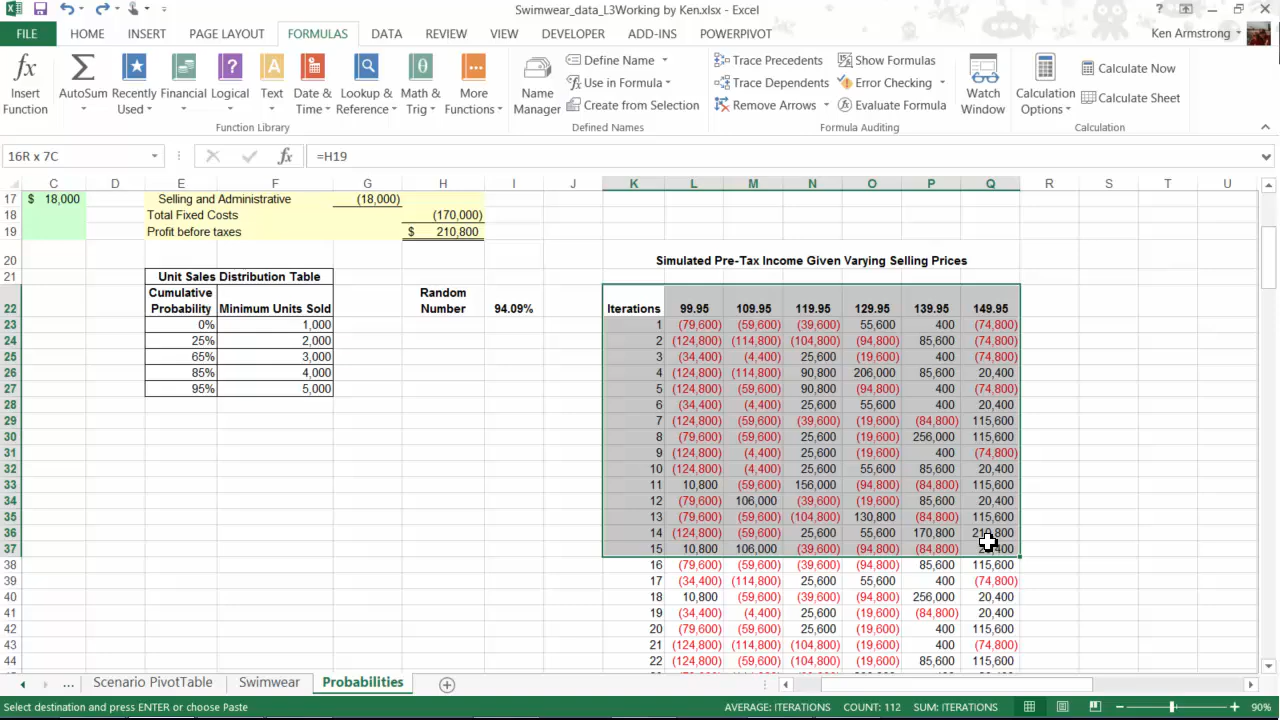 Swimwear_data_L3Working by Ken.xlsx - Excel
FILE HOME INSERT PAGE LAYOUT FORMULAS DATA REVIEW VIEW DEVELOPER ADD-INS POWERPIVOT Ken Armstrong
Insert Function
AutoSum
Recently Used
Financial
Logical
Text
Date & Time
Lookup & Reference
Math & Trig
More Functions
Function Library
Name Manager
Define Name
Use in Formula
Create from Selection
Defined Names
Trace Precedents
Trace Dependents
Remove Arrows
Show Formulas
Error Checking
Evaluate Formula
Formula Auditing
Watch Window
Calculation Options
Calculate Now
Calculate Sheet
Calculation
16R x 7C fx =H19
C D E F G H I J K L M N O P Q R S T U
17 $ 18,000 Selling and Administrative (18,000)
18 Total Fixed Costs (170,000)
19 Profit before taxes $ 210,800
20 Simulated Pre-Tax Income Given Varying Selling Prices
21 Unit Sales Distribution Table
22 Cumulative Probability Minimum Units Sold Random Number 94.09% Iterations 99.95 109.95 119.95 129.95 139.95 149.95
23 0% 1,000 1 (79,600) (59,600) (39,600) 55,600 400 (74,800)
24 25% 2,000 2 (124,800) (114,800) (104,800) (94,800) 85,600 (74,800)
25 65% 3,000 3 (34,400) (4,400) 25,600 (19,600) 400 (74,800)
26 85% 4,000 4 (124,800) (114,800) 90,800 206,000 85,600 20,400
27 95% 5,000 5 (124,800) (59,600) 90,800 (94,800) 400 (74,800)
28 6 (34,400) (4,400) 25,600 55,600 400 20,400
29 7 (124,800) (59,600) (39,600) (19,600) (84,800) 115,600
30 8 (79,600) (59,600) 25,600 (19,600) 256,000 115,600
31 9 (124,800) (4,400) 25,600 (19,600) 400 (74,800)
32 10 (124,800) (4,400) 25,600 55,600 85,600 20,400
33 11 10,800 (59,600) 156,000 (94,800) (84,800) 115,600
34 12 (79,600) 106,000 (39,600) (19,600) 85,600 20,400
35 13 (79,600) (59,600) (104,800) 130,800 (84,800) 115,600
36 14 (124,800) (59,600) 25,600 55,600 170,800
37 15 10,800 106,000 (39,600) (94,800) (84,800)
38 16 (79,600) (59,600) (39,600) (94,800) 85,600 115,600
39 17 (34,400) (114,800) 25,600 55,600 400 (74,800)
40 18 10,800 (59,600) (39,600) (94,800) 256,000 20,400
41 19 (34,400) (4,400) 25,600 (19,600) (84,800) 20,400
42 20 (79,600) (59,600) 25,600 (19,600) 400 115,600
43 21 (124,800) (114,800) (104,800) (19,600) 400 (74,800)
44 22 (124,800) (59,600) (104,800) (19,600) 85,600 115,600
... Scenario PivotTable Swimwear Probabilities
Select destination and press ENTER or choose Paste AVERAGE: ITERATIONS COUNT: 112 SUM: ITERATIONS 90%